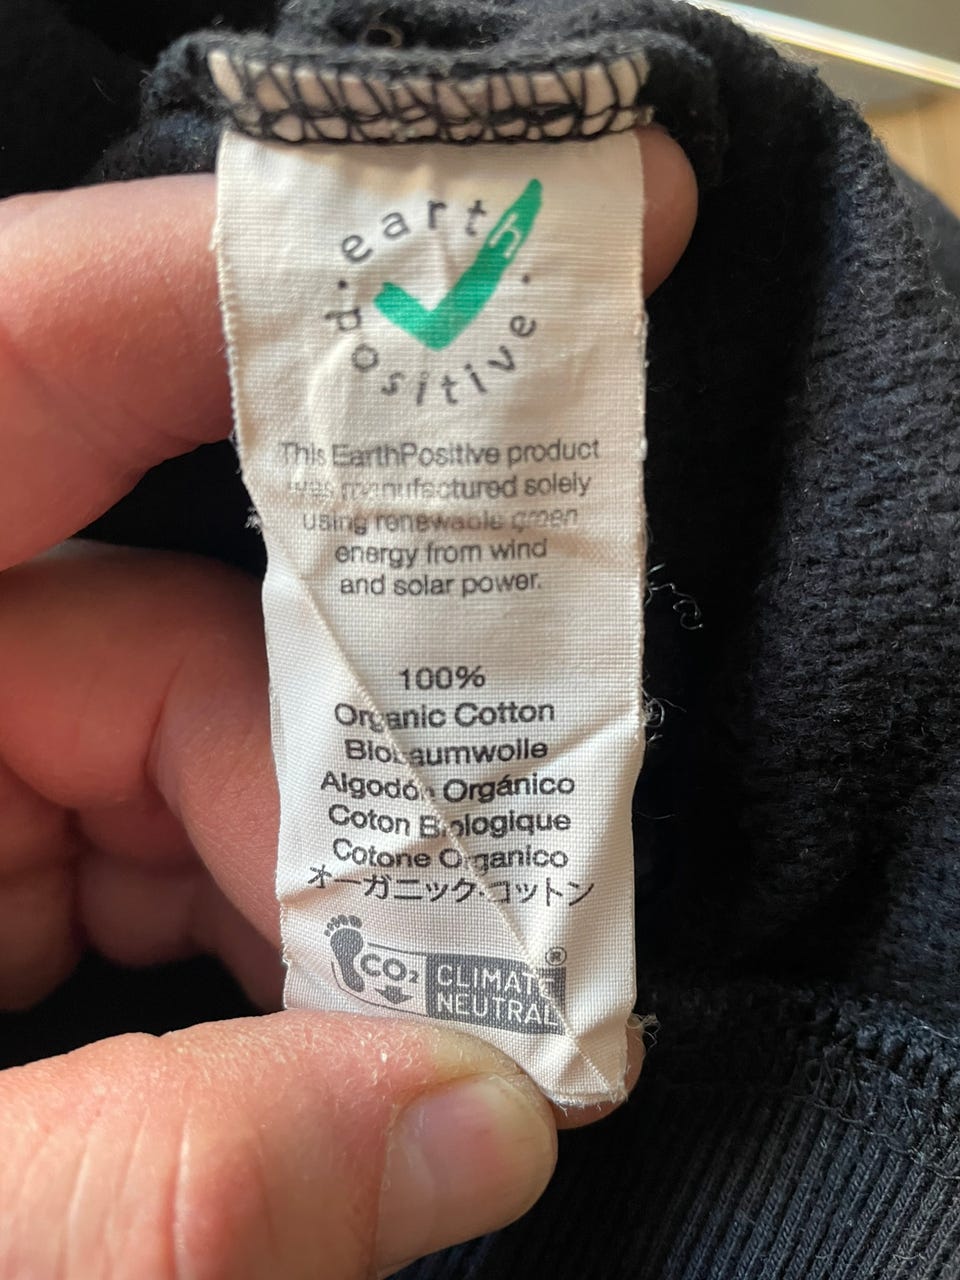 earth
positive
This EarthPositive product
was manufactured solely
using renewable green
energy from wind
and solar power.
100%
Organic Cotton
Biobaumwolle
Algodón Orgánico
Coton Biologique
Cotone Organico
オーガニックコットン
CO₂
CLIMATE
NEUTRAL
®